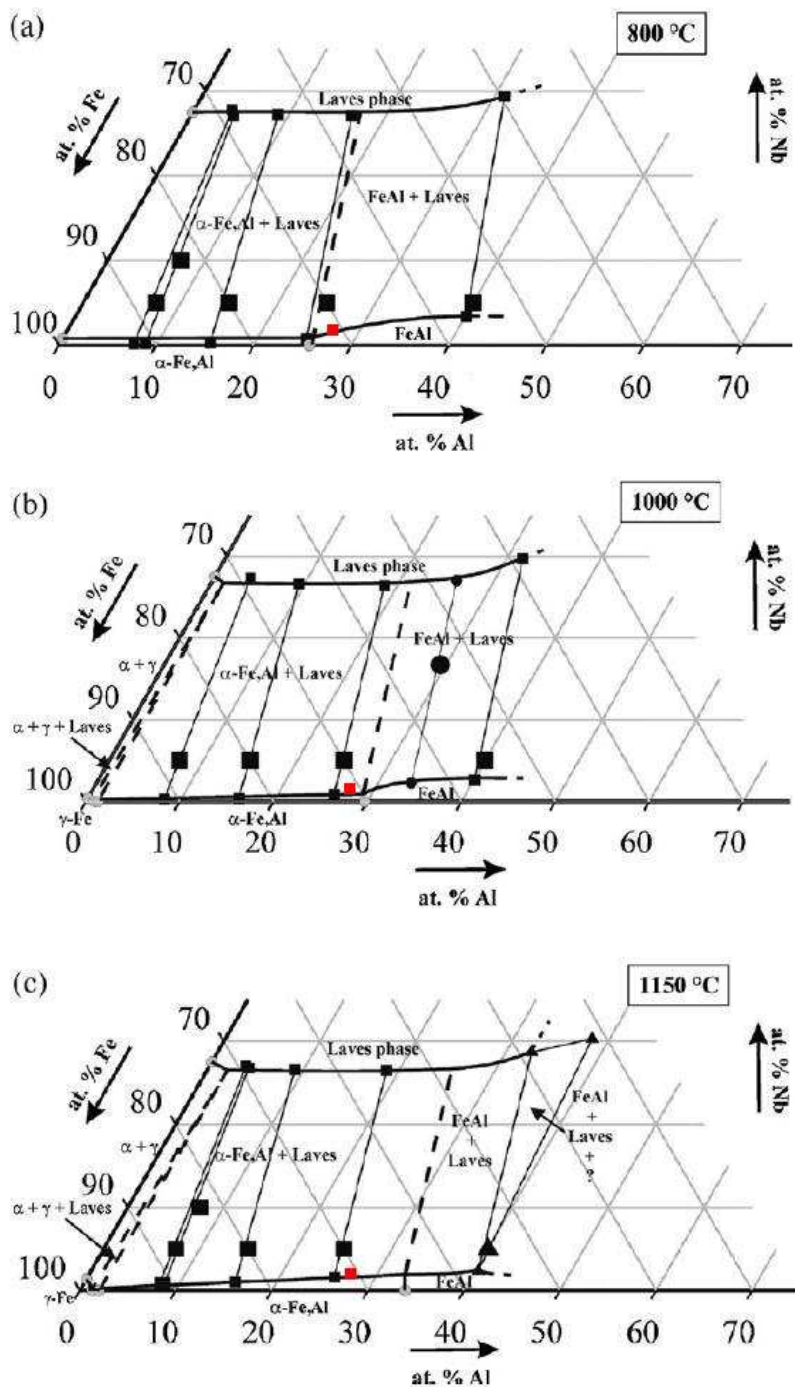 (a)
800 °C
at. % Fe
70
Laves phase
at. % Nb
80
FeAl + Laves
α-Fe,Al + Laves
90
100
FeAl
α-Fe,Al
0 10 20 30 40 50 60 70
at. % Al
(b)
1000 °C
at. % Fe
70
Laves phase
at. % Nb
80
α + γ
FeAl + Laves
α-Fe,Al + Laves
90
α + γ + Laves
100
FeAl
γ-Fe
α-Fe,Al
0 10 20 30 40 50 60 70
at. % Al
(c)
1150 °C
at. % Fe
70
Laves phase
at. % Nb
80
FeAl
+
Laves
FeAl
+
Laves
+
?
α + γ
α-Fe,Al + Laves
90
α + γ + Laves
100
FeAl
γ-Fe
α-Fe,Al
0 10 20 30 40 50 60 70
at. % Al